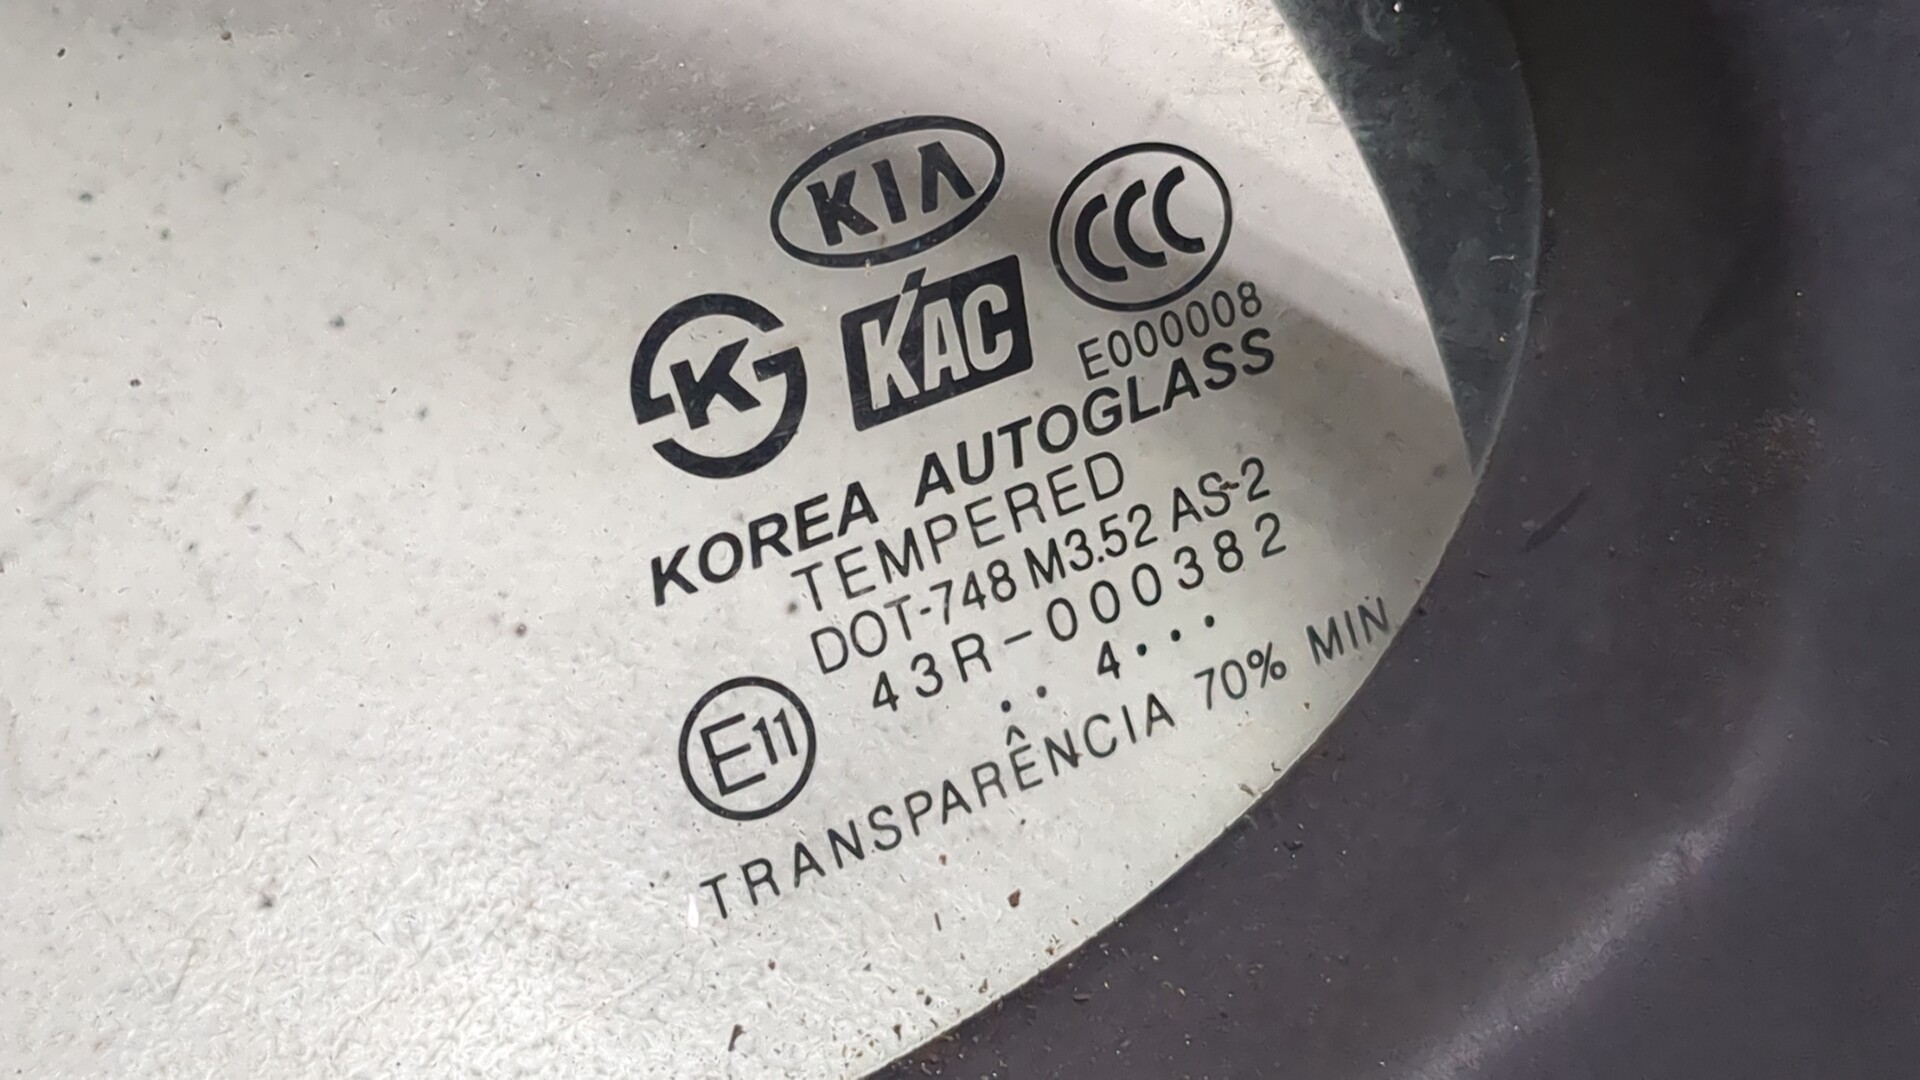 KIA
CCC
K
KAC
E000008
KOREA AUTOGLASS
TEMPERED
DOT-748 M3.52 AS-2
43R-000382
.. 4...
E11
TRANSPARÊNCIA 70% MIN